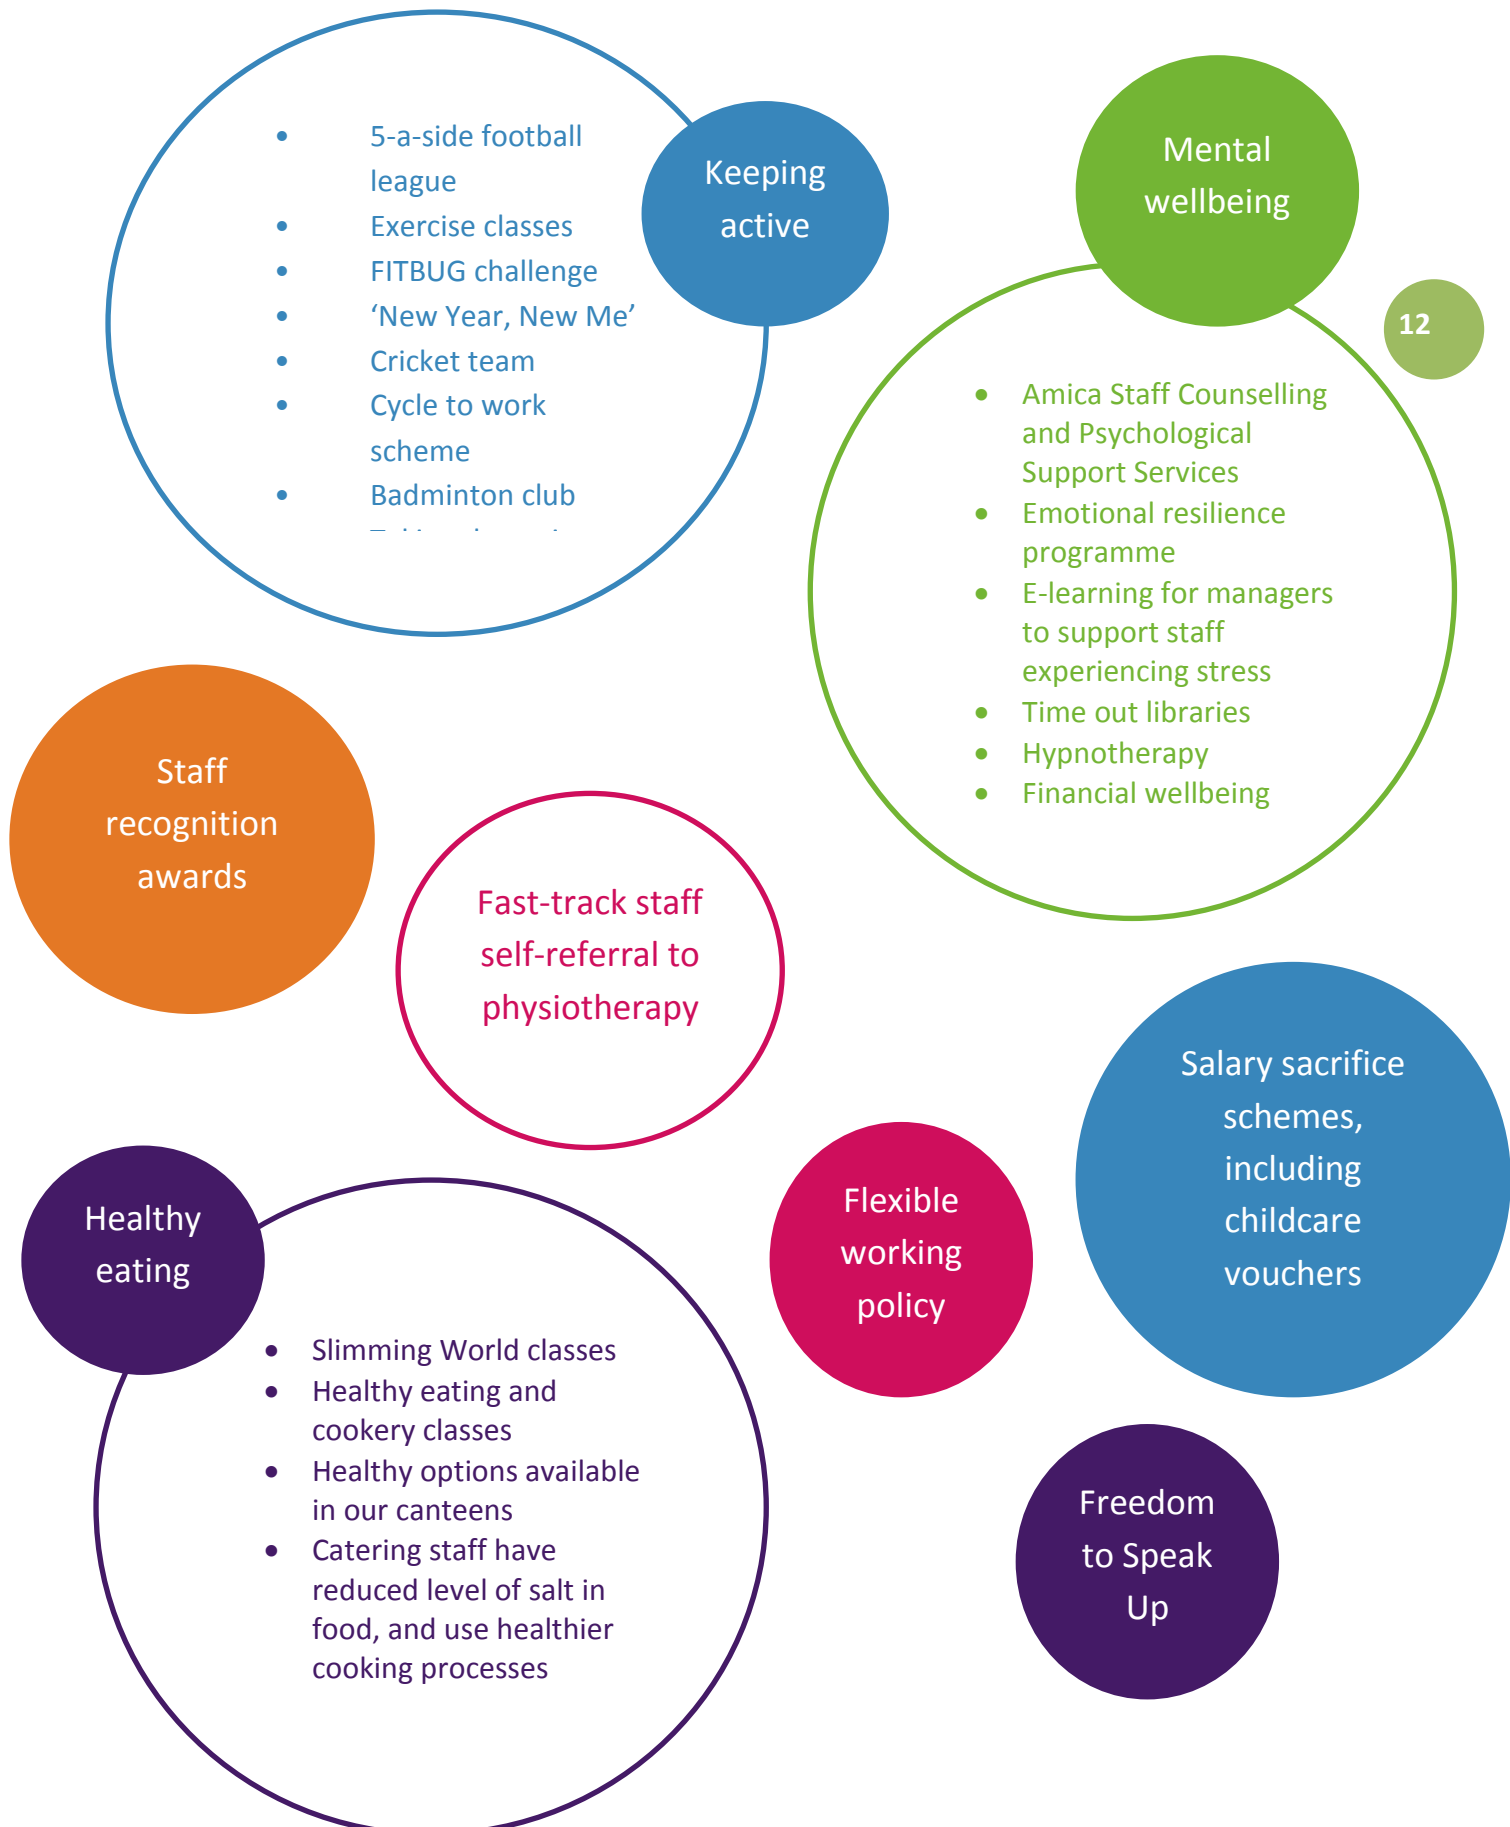 Keeping
active
• 5-a-side football
league
• Exercise classes
• FITBUG challenge
• ‘New Year, New Me’
• Cricket team
• Cycle to work
scheme
• Badminton club
Mental
wellbeing
12
• Amica Staff Counselling
and Psychological
Support Services
• Emotional resilience
programme
• E-learning for managers
to support staff
experiencing stress
• Time out libraries
• Hypnotherapy
• Financial wellbeing
Staff
recognition
awards
Fast-track staff
self-referral to
physiotherapy
Salary sacrifice
schemes,
including
childcare
vouchers
Flexible
working
policy
Healthy
eating
• Slimming World classes
• Healthy eating and
cookery classes
• Healthy options available
in our canteens
• Catering staff have
reduced level of salt in
food, and use healthier
cooking processes
Freedom
to Speak
Up